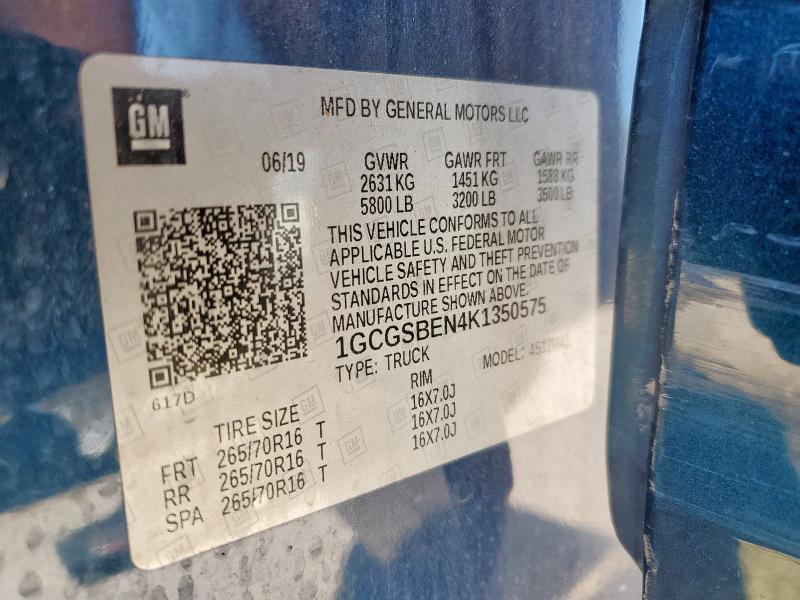 GM
MFD BY GENERAL MOTORS LLC
06/19
GVWR GAWR FRT GAWR RR
2631 KG 1451 KG 1588 KG
5800 LB 3200 LB 3500 LB
THIS VEHICLE CONFORMS TO ALL
APPLICABLE U.S. FEDERAL MOTOR
VEHICLE SAFETY AND THEFT PREVENTION
STANDARDS IN EFFECT ON THE DATE OF
MANUFACTURE SHOWN ABOVE.
1GCGSBEN4K1350575
TYPE: TRUCK MODEL:
617D
TIRE SIZE RIM
FRT 265/70R16 T 16X7.0J
RR 265/70R16 T 16X7.0J
SPA 265/70R16 T 16X7.0J